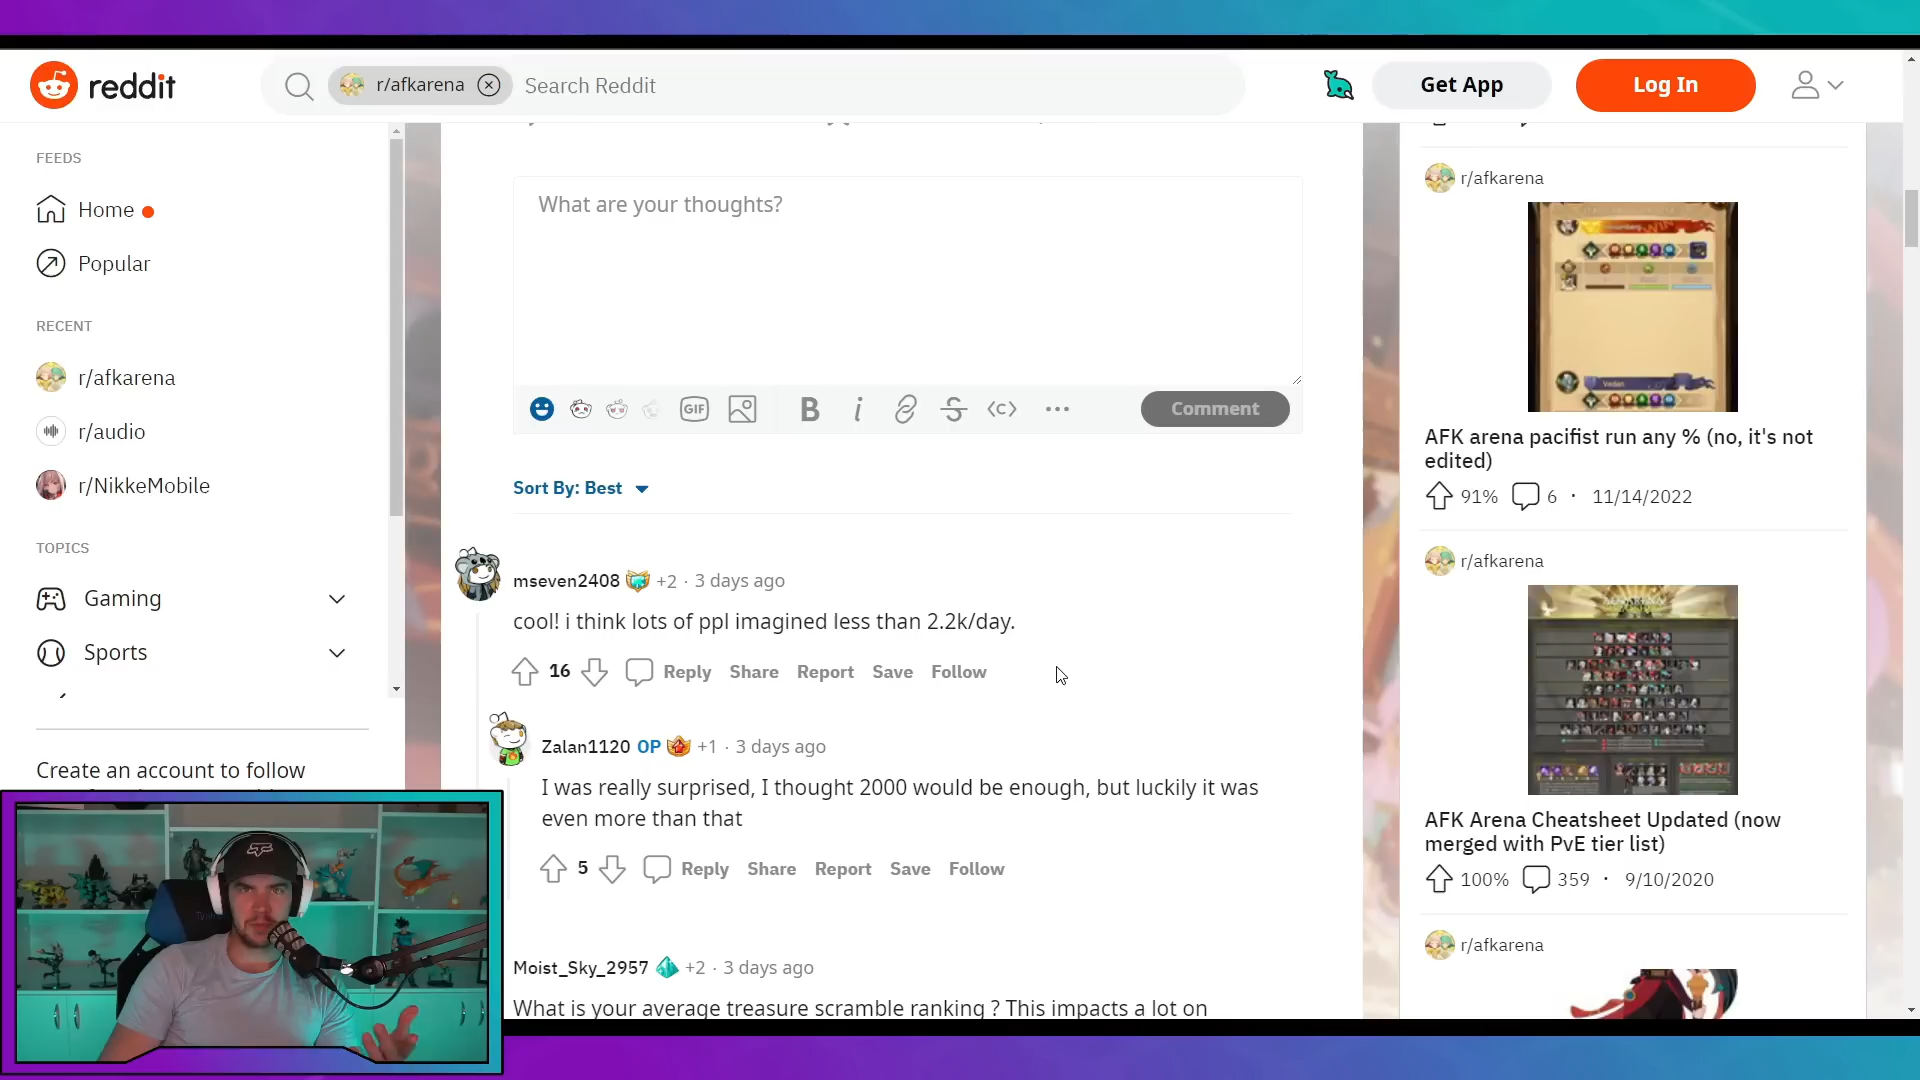 reddit
r/afkarena
Search Reddit
Get App
Log In
FEEDS
Home
Popular
RECENT
r/afkarena
r/audio
r/NikkeMobile
TOPICS
Gaming
Sports
Create an account to follow
What are your thoughts?
GIF
B
i
Comment
Sort By: Best
mseven2408 +2 · 3 days ago
cool! i think lots of ppl imagined less than 2.2k/day.
16 Reply Share Report Save Follow
Zalan1120 OP +1 · 3 days ago
I was really surprised, I thought 2000 would be enough, but luckily it was
even more than that
5 Reply Share Report Save Follow
Moist_Sky_2957 +2 · 3 days ago
What is your average treasure scramble ranking ? This impacts a lot on
r/afkarena
AFK arena pacifist run any % (no, it's not
edited)
91% 6 · 11/14/2022
r/afkarena
AFK Arena Cheatsheet Updated (now
merged with PvE tier list)
100% 359 · 9/10/2020
r/afkarena